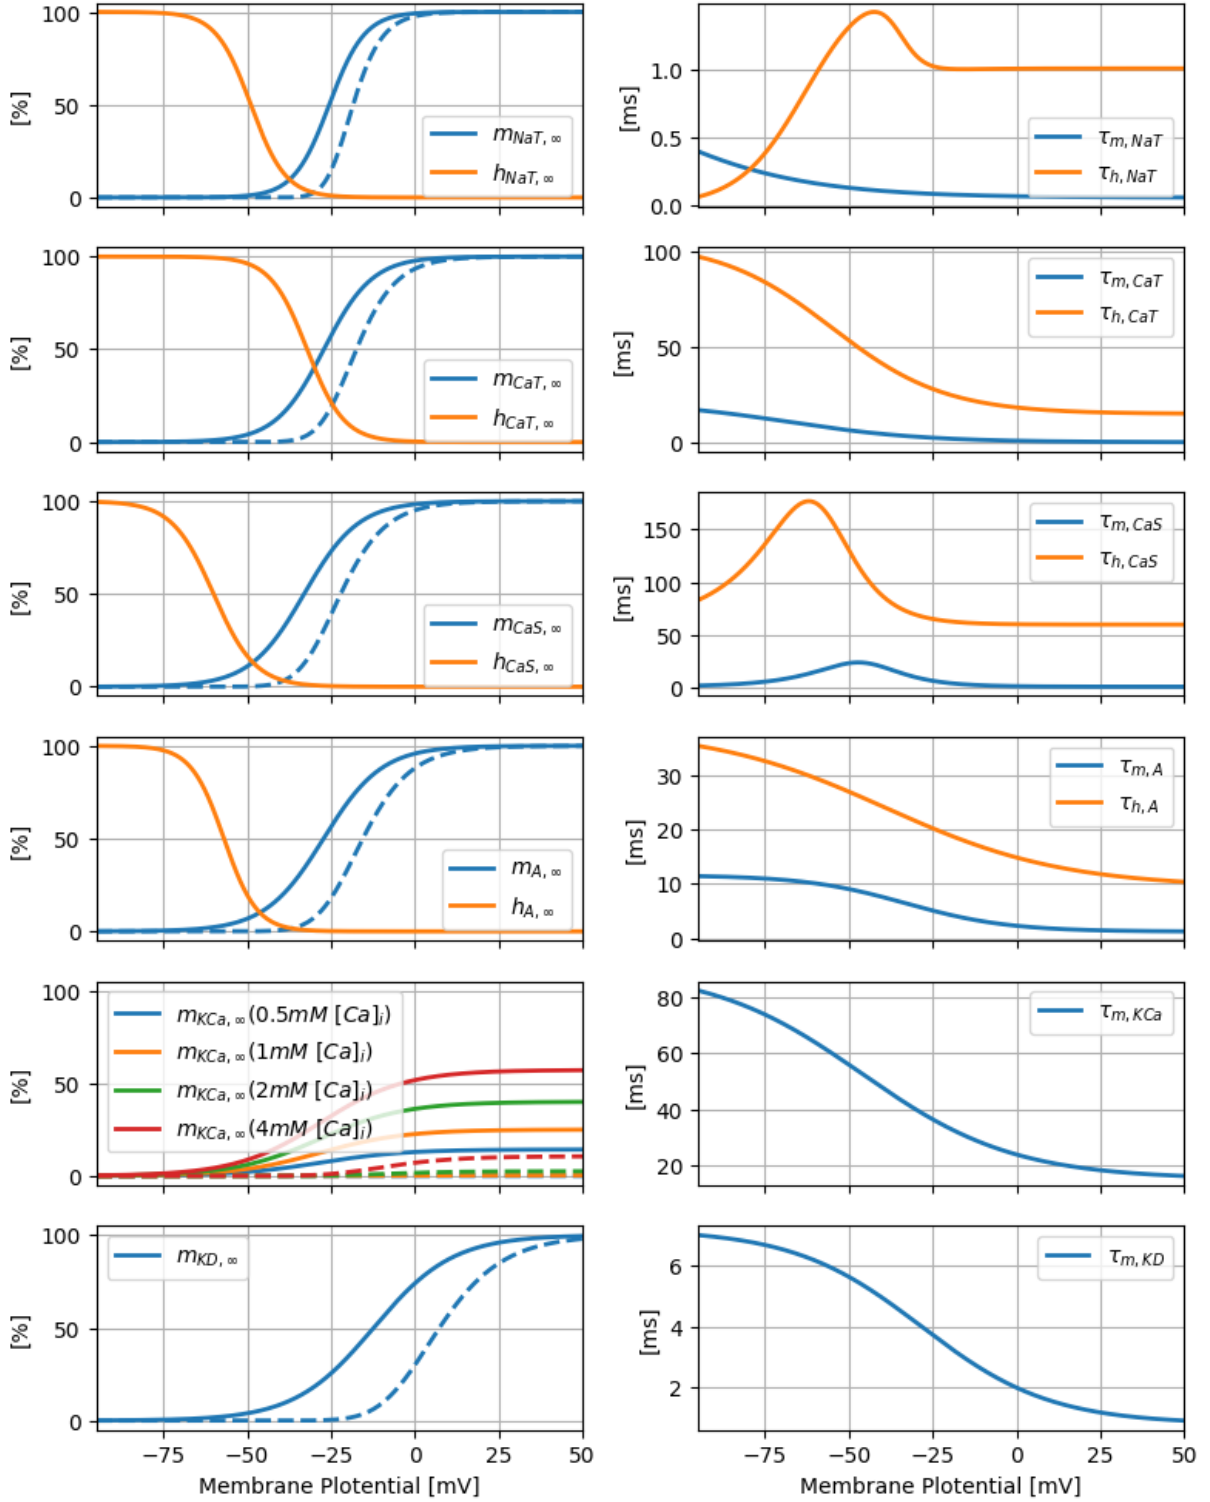 100
50
0
[%]
m_NaT,∞
h_NaT,∞
1.0
0.5
0.0
[ms]
τ_m,NaT
τ_h,NaT
100
50
0
[%]
m_CaT,∞
h_CaT,∞
100
50
0
[ms]
τ_m,CaT
τ_h,CaT
100
50
0
[%]
m_CaS,∞
h_CaS,∞
150
100
50
0
[ms]
τ_m,CaS
τ_h,CaS
100
50
0
[%]
m_A,∞
h_A,∞
30
20
10
0
[ms]
τ_m,A
τ_h,A
100
50
0
[%]
m_KCa,∞(0.5mM [Ca]_i)
m_KCa,∞(1mM [Ca]_i)
m_KCa,∞(2mM [Ca]_i)
m_KCa,∞(4mM [Ca]_i)
80
60
40
20
[ms]
τ_m,KCa
100
50
0
[%]
m_KD,∞
−75 −50 −25 0 25 50
Membrane Plotential [mV]
6
4
2
[ms]
τ_m,KD
−75 −50 −25 0 25 50
Membrane Plotential [mV]